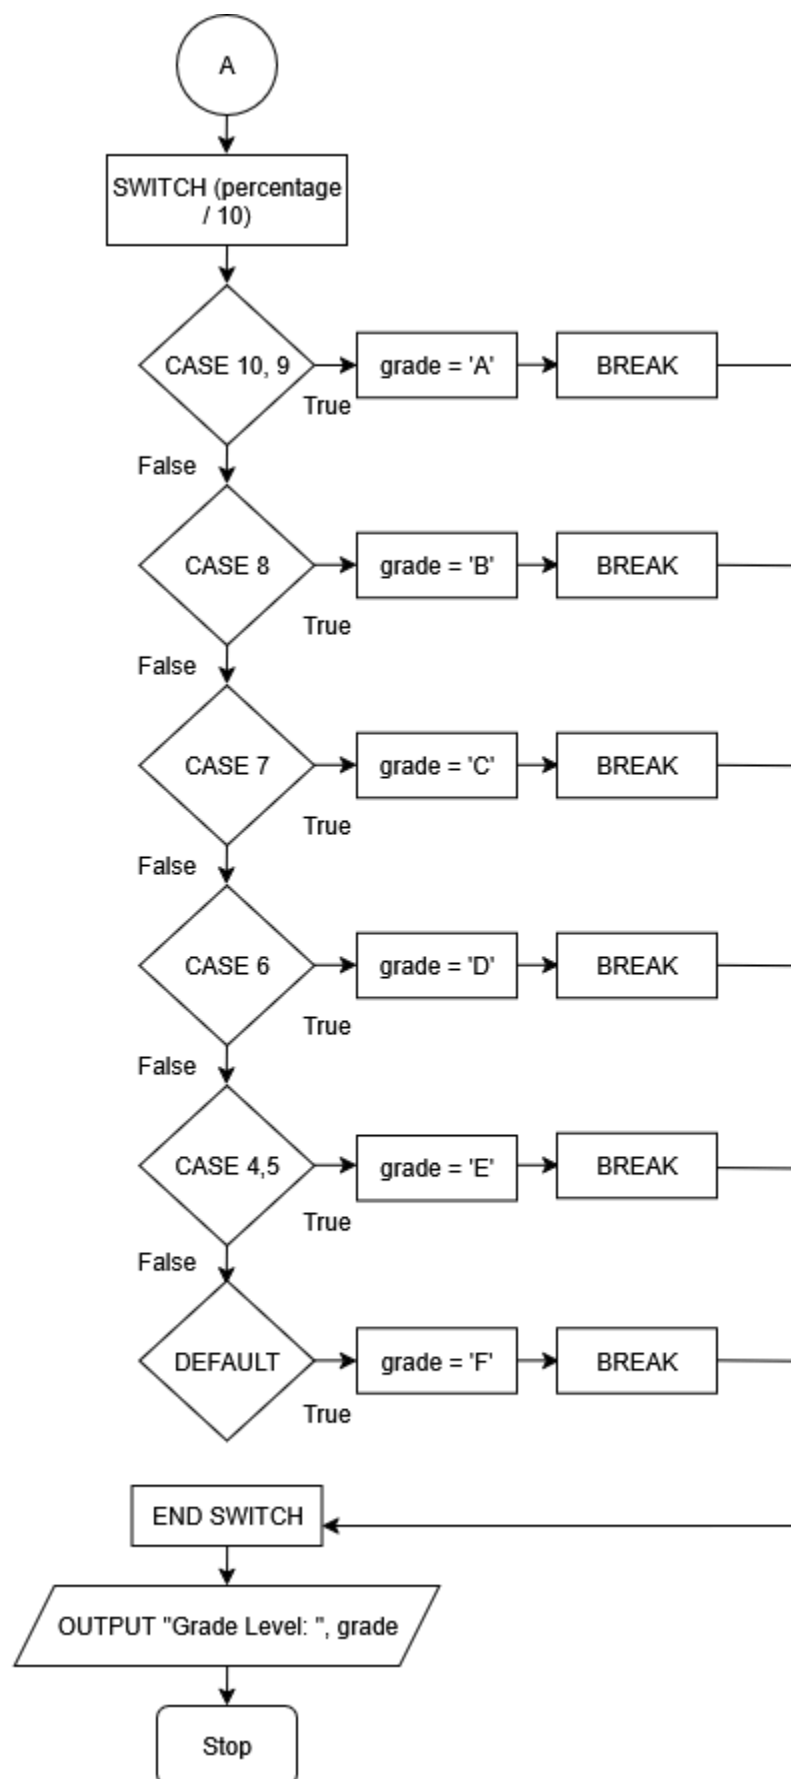 A
SWITCH (percentage
/ 10)
CASE 10, 9
True
grade = 'A'
BREAK
False
CASE 8
True
grade = 'B'
BREAK
False
CASE 7
True
grade = 'C'
BREAK
False
CASE 6
True
grade = 'D'
BREAK
False
CASE 4,5
True
grade = 'E'
BREAK
False
DEFAULT
True
grade = 'F'
BREAK
END SWITCH
OUTPUT "Grade Level: ", grade
Stop